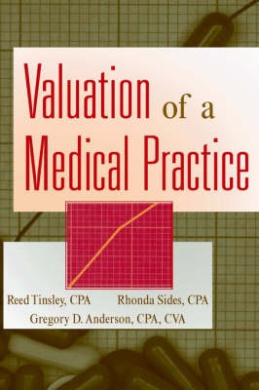 Valuation of a
Medical Practice
Reed Tinsley, CPA Rhonda Sides, CPA
Gregory D. Anderson, CPA, CVA